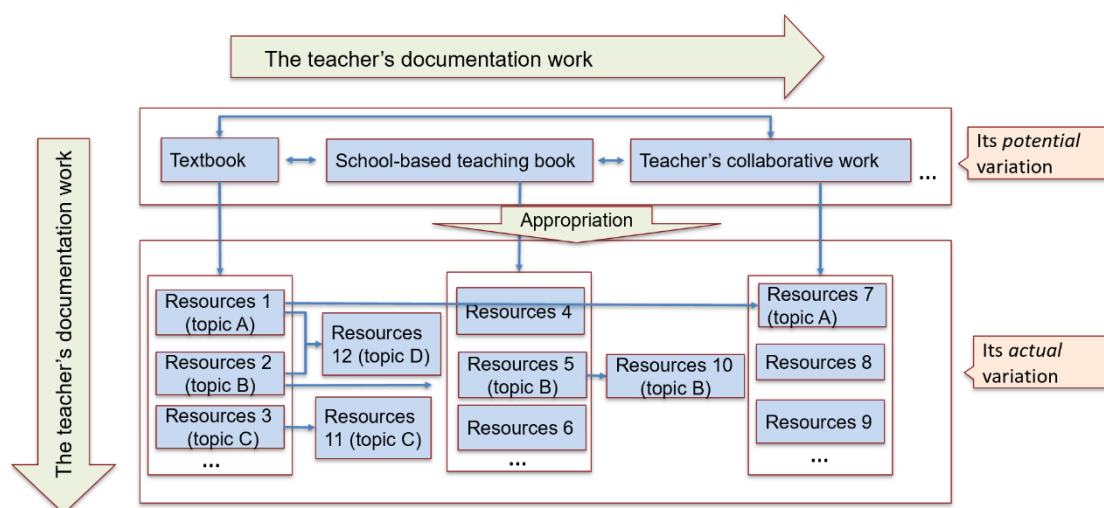 The teacher's documentation work
Textbook
School-based teaching book
Teacher's collaborative work
...
Its potential
variation
The teacher's documentation work
Appropriation
Resources 1
(topic A)
Resources 2
(topic B)
Resources 3
(topic C)
...
Resources
12 (topic D)
Resources
11 (topic C)
Resources 4
Resources 5
(topic B)
Resources 6
...
Resources 10
(topic B)
Resources 7
(topic A)
Resources 8
Resources 9
...
Its actual
variation